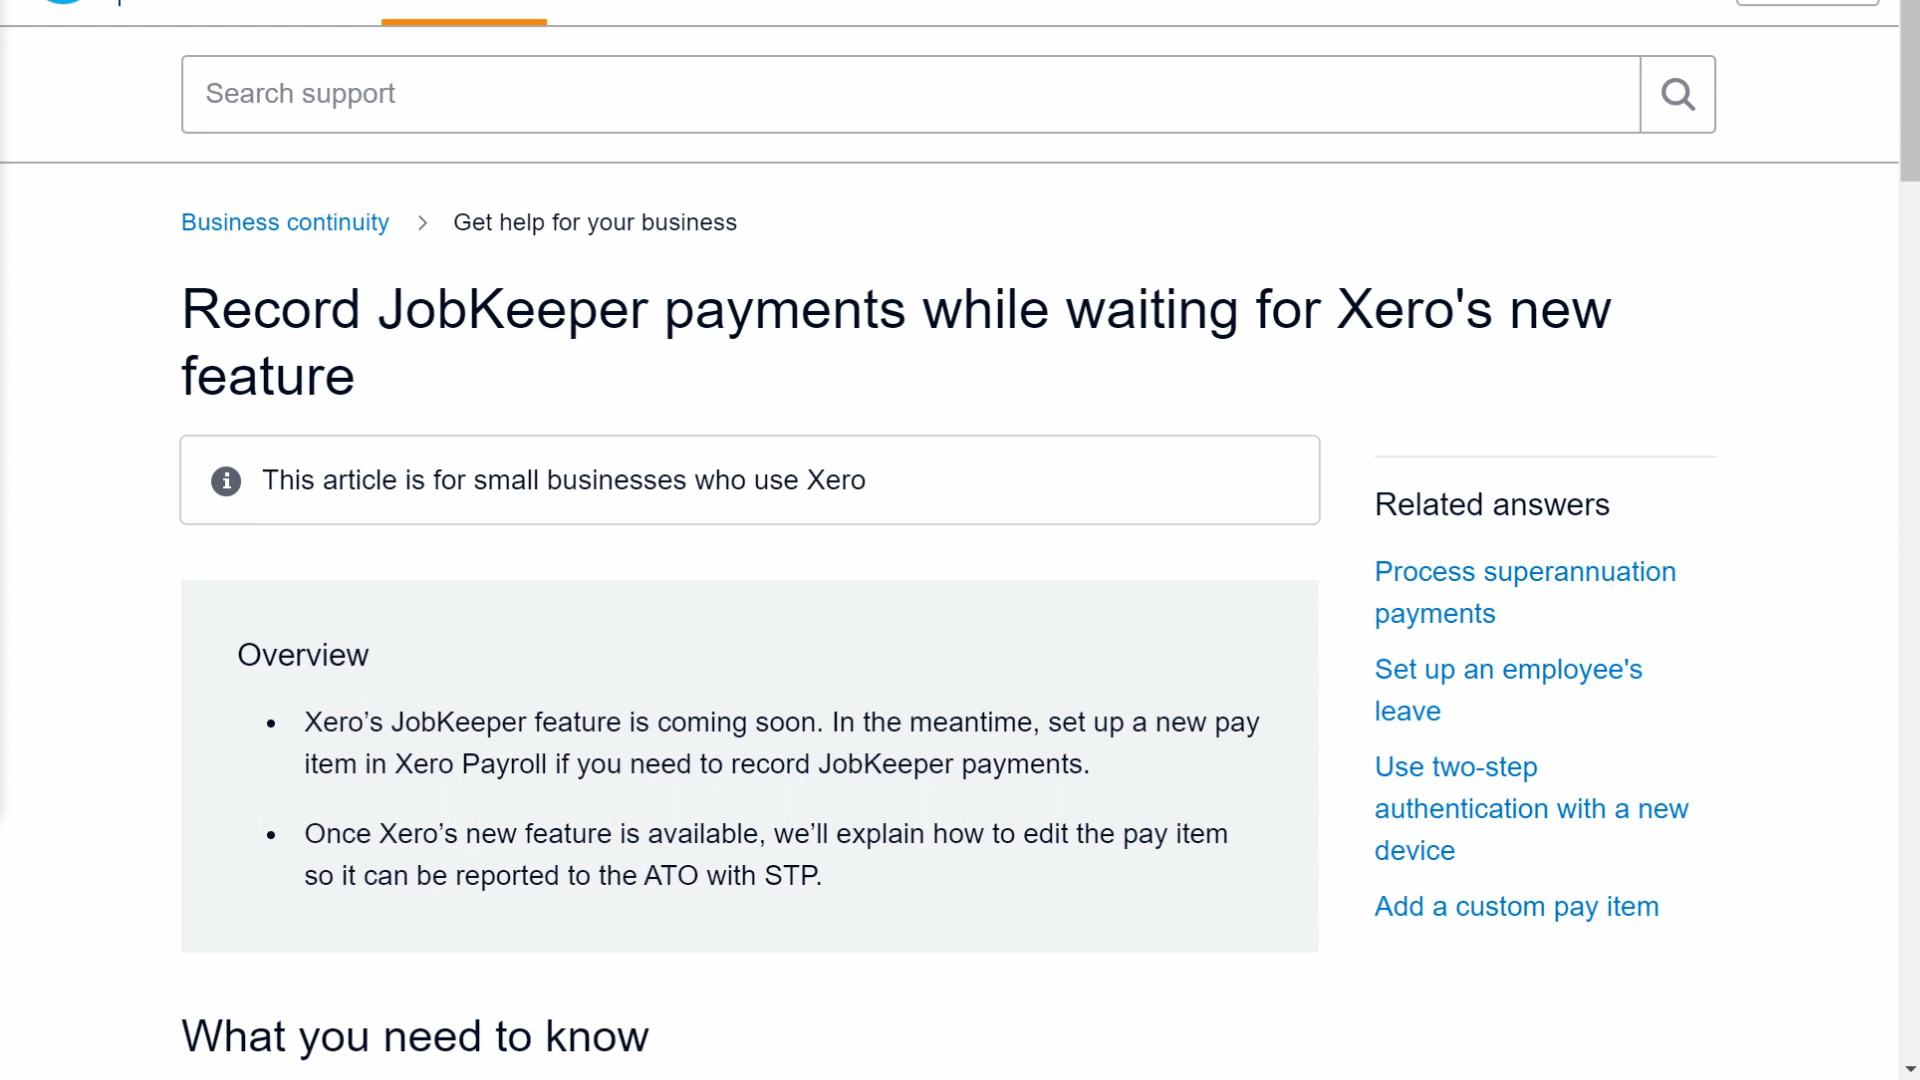 Search support
Business continuity > Get help for your business
Record JobKeeper payments while waiting for Xero's new
feature
This article is for small businesses who use Xero
Overview
• Xero’s JobKeeper feature is coming soon. In the meantime, set up a new pay
item in Xero Payroll if you need to record JobKeeper payments.
• Once Xero’s new feature is available, we’ll explain how to edit the pay item
so it can be reported to the ATO with STP.
Related answers
Process superannuation
payments
Set up an employee's
leave
Use two-step
authentication with a new
device
Add a custom pay item
What you need to know